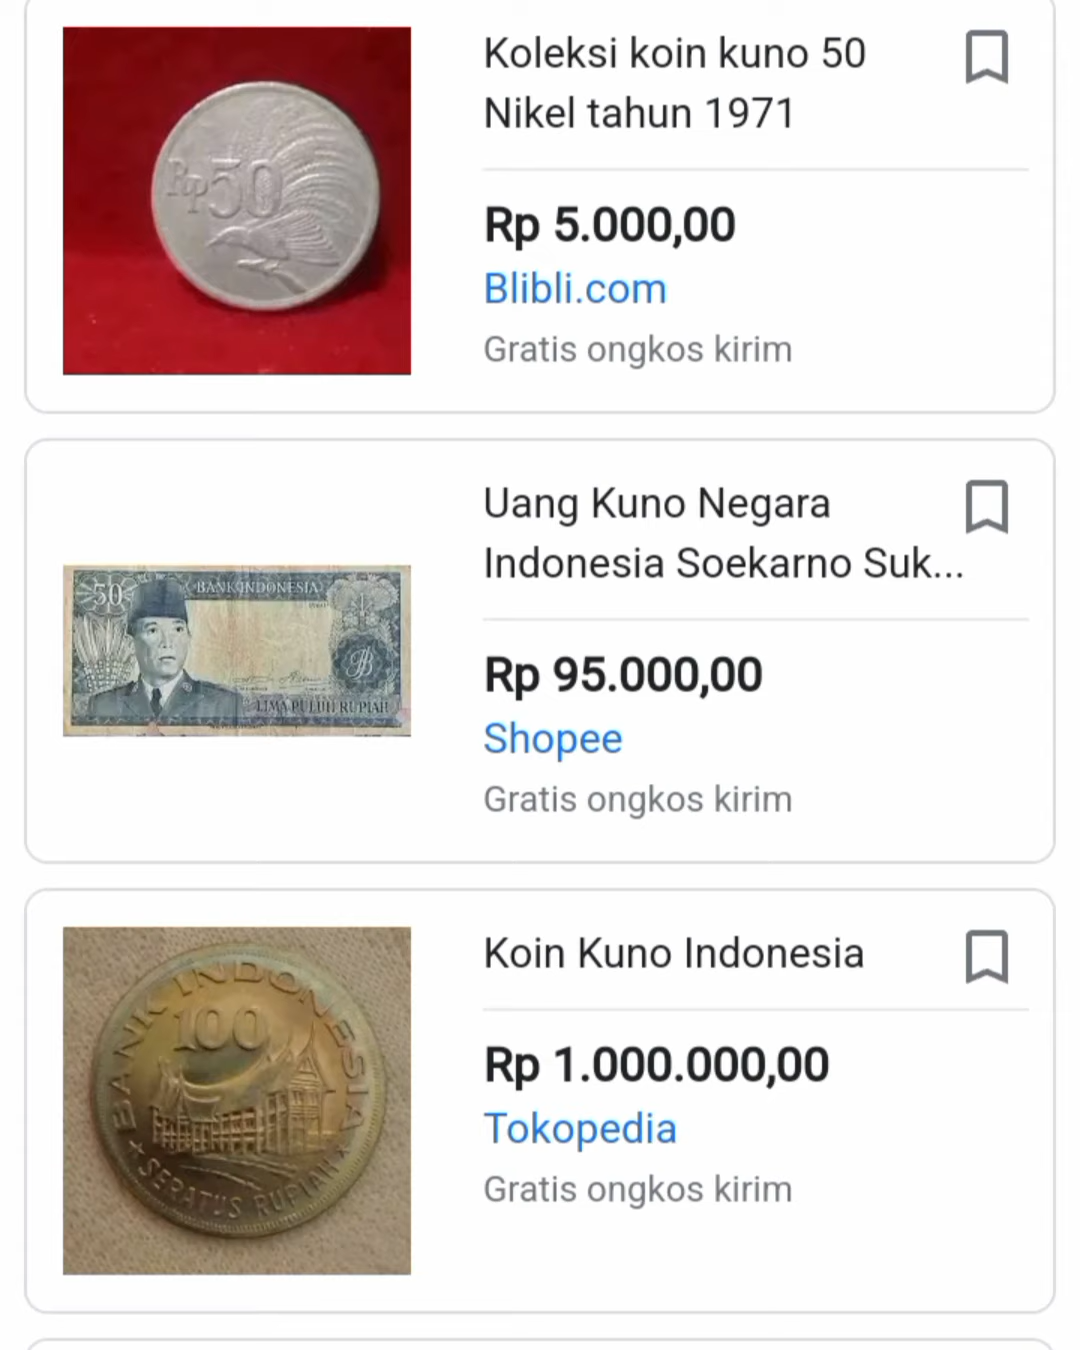 Rp50
Koleksi koin kuno 50
Nikel tahun 1971
Rp 5.000,00
Blibli.com
Gratis ongkos kirim
50
BANK INDONESIA
LIMA PULUH RUPIAH
Uang Kuno Negara
Indonesia Soekarno Suk...
Rp 95.000,00
Shopee
Gratis ongkos kirim
BANK INDONESIA
100
SERATUS RUPIAH
Koin Kuno Indonesia
Rp 1.000.000,00
Tokopedia
Gratis ongkos kirim